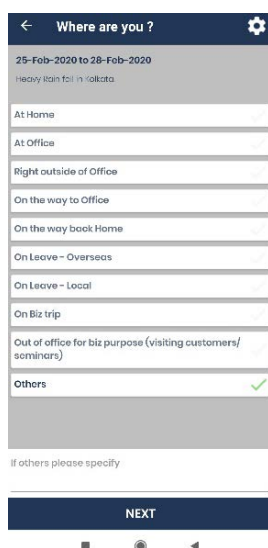 Where are you ?
25-Feb-2020 to 28-Feb-2020
Heavy Rain fall in Kolkata.
At Home
At Office
Right outside of Office
On the way to Office
On the way back Home
On Leave - Overseas
On Leave - Local
On Biz trip
Out of office for biz purpose (visiting customers/
seminars)
Others
If others please specify
NEXT